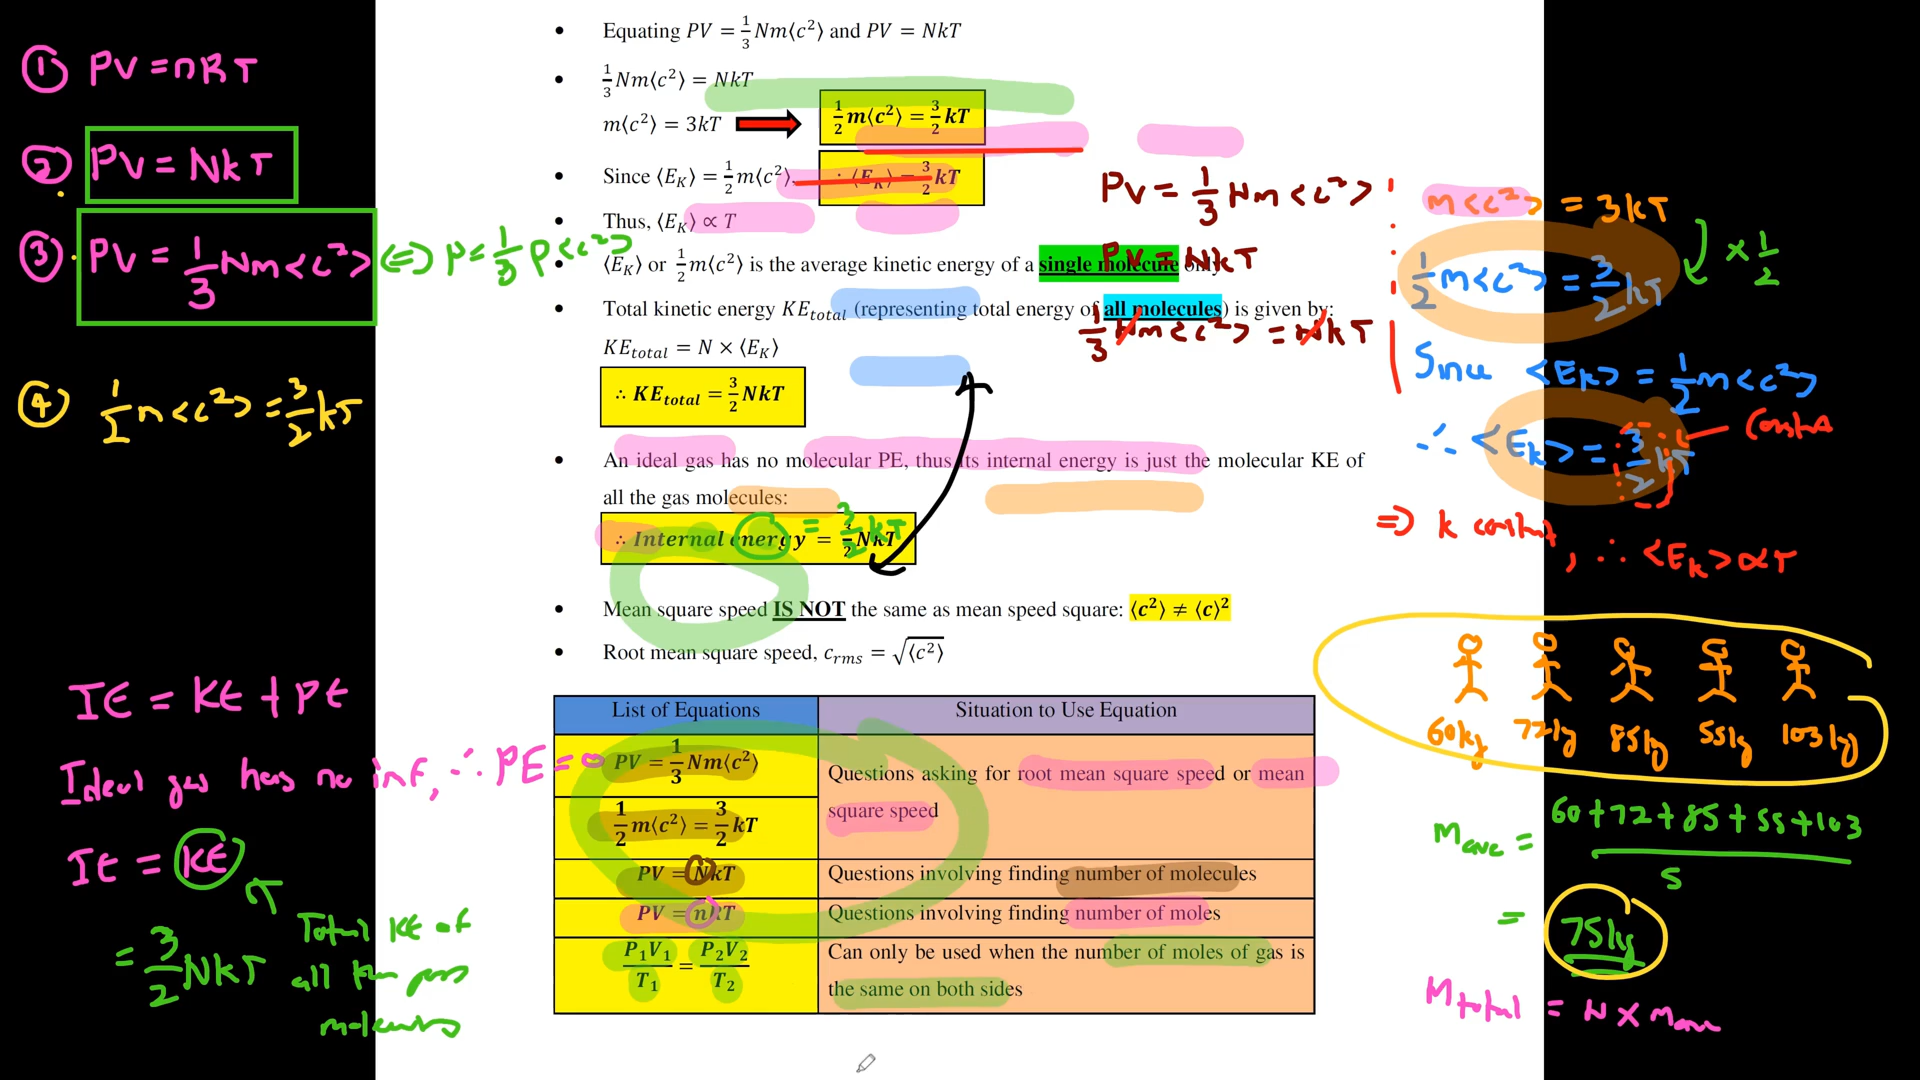 ① PV = nRT
② PV = NkT
③ PV = 1/3 Nm<c²> ⇔ P = 1/3 ρ<c²>
④ 1/2 m<c²> = 3/2 kT
IE = KE + PE
Ideal gas has no imf, ∴ PE = 0
IE = KE
= 3/2 NkT
Total KE of
all the gas
molecules
• Equating PV = 1/3 Nm⟨c²⟩ and PV = NkT
• 1/3 Nm⟨c²⟩ = NkT
m⟨c²⟩ = 3kT
1/2 m⟨c²⟩ = 3/2 kT
• Since ⟨E_K⟩ = 1/2 m⟨c²⟩,
∴ ⟨E_K⟩ = 3/2 kT
• Thus, ⟨E_K⟩ ∝ T
• ⟨E_K⟩ or 1/2 m⟨c²⟩ is the average kinetic energy of a single molecule only
• Total kinetic energy KE_total (representing total energy of all molecules) is given by:
KE_total = N × ⟨E_K⟩
∴ KE_total = 3/2 NkT
• An ideal gas has no molecular PE, thus its internal energy is just the molecular KE of
all the gas molecules:
∴ Internal energy = 3/2 NkT
= 3/2 kT
• Mean square speed IS NOT the same as mean speed square: ⟨c²⟩ ≠ ⟨c⟩²
• Root mean square speed, c_rms = √⟨c²⟩
List of Equations Situation to Use Equation
PV = 1/3 Nm⟨c²⟩
1/2 m⟨c²⟩ = 3/2 kT
Questions asking for root mean square speed or mean
square speed
PV = NkT Questions involving finding number of molecules
PV = nRT Questions involving finding number of moles
P₁V₁/T₁ = P₂V₂/T₂
Can only be used when the number of moles of gas is
the same on both sides
PV = 1/3 Nm<c²>
PV = NkT
1/3 Nm<c²> = NkT
m<c²> = 3kT
× 1/2
1/2 m<c²> = 3/2 kT
Since <E_k> = 1/2 m<c²>
∴ <E_k> = 3/2 kT
⇒ k constant, ∴ <E_k> ∝ T
60kg 72kg 85kg 55kg 103kg
M_ave = (60+72+85+55+103)/5
= 75kg
M_total = N × M_ave